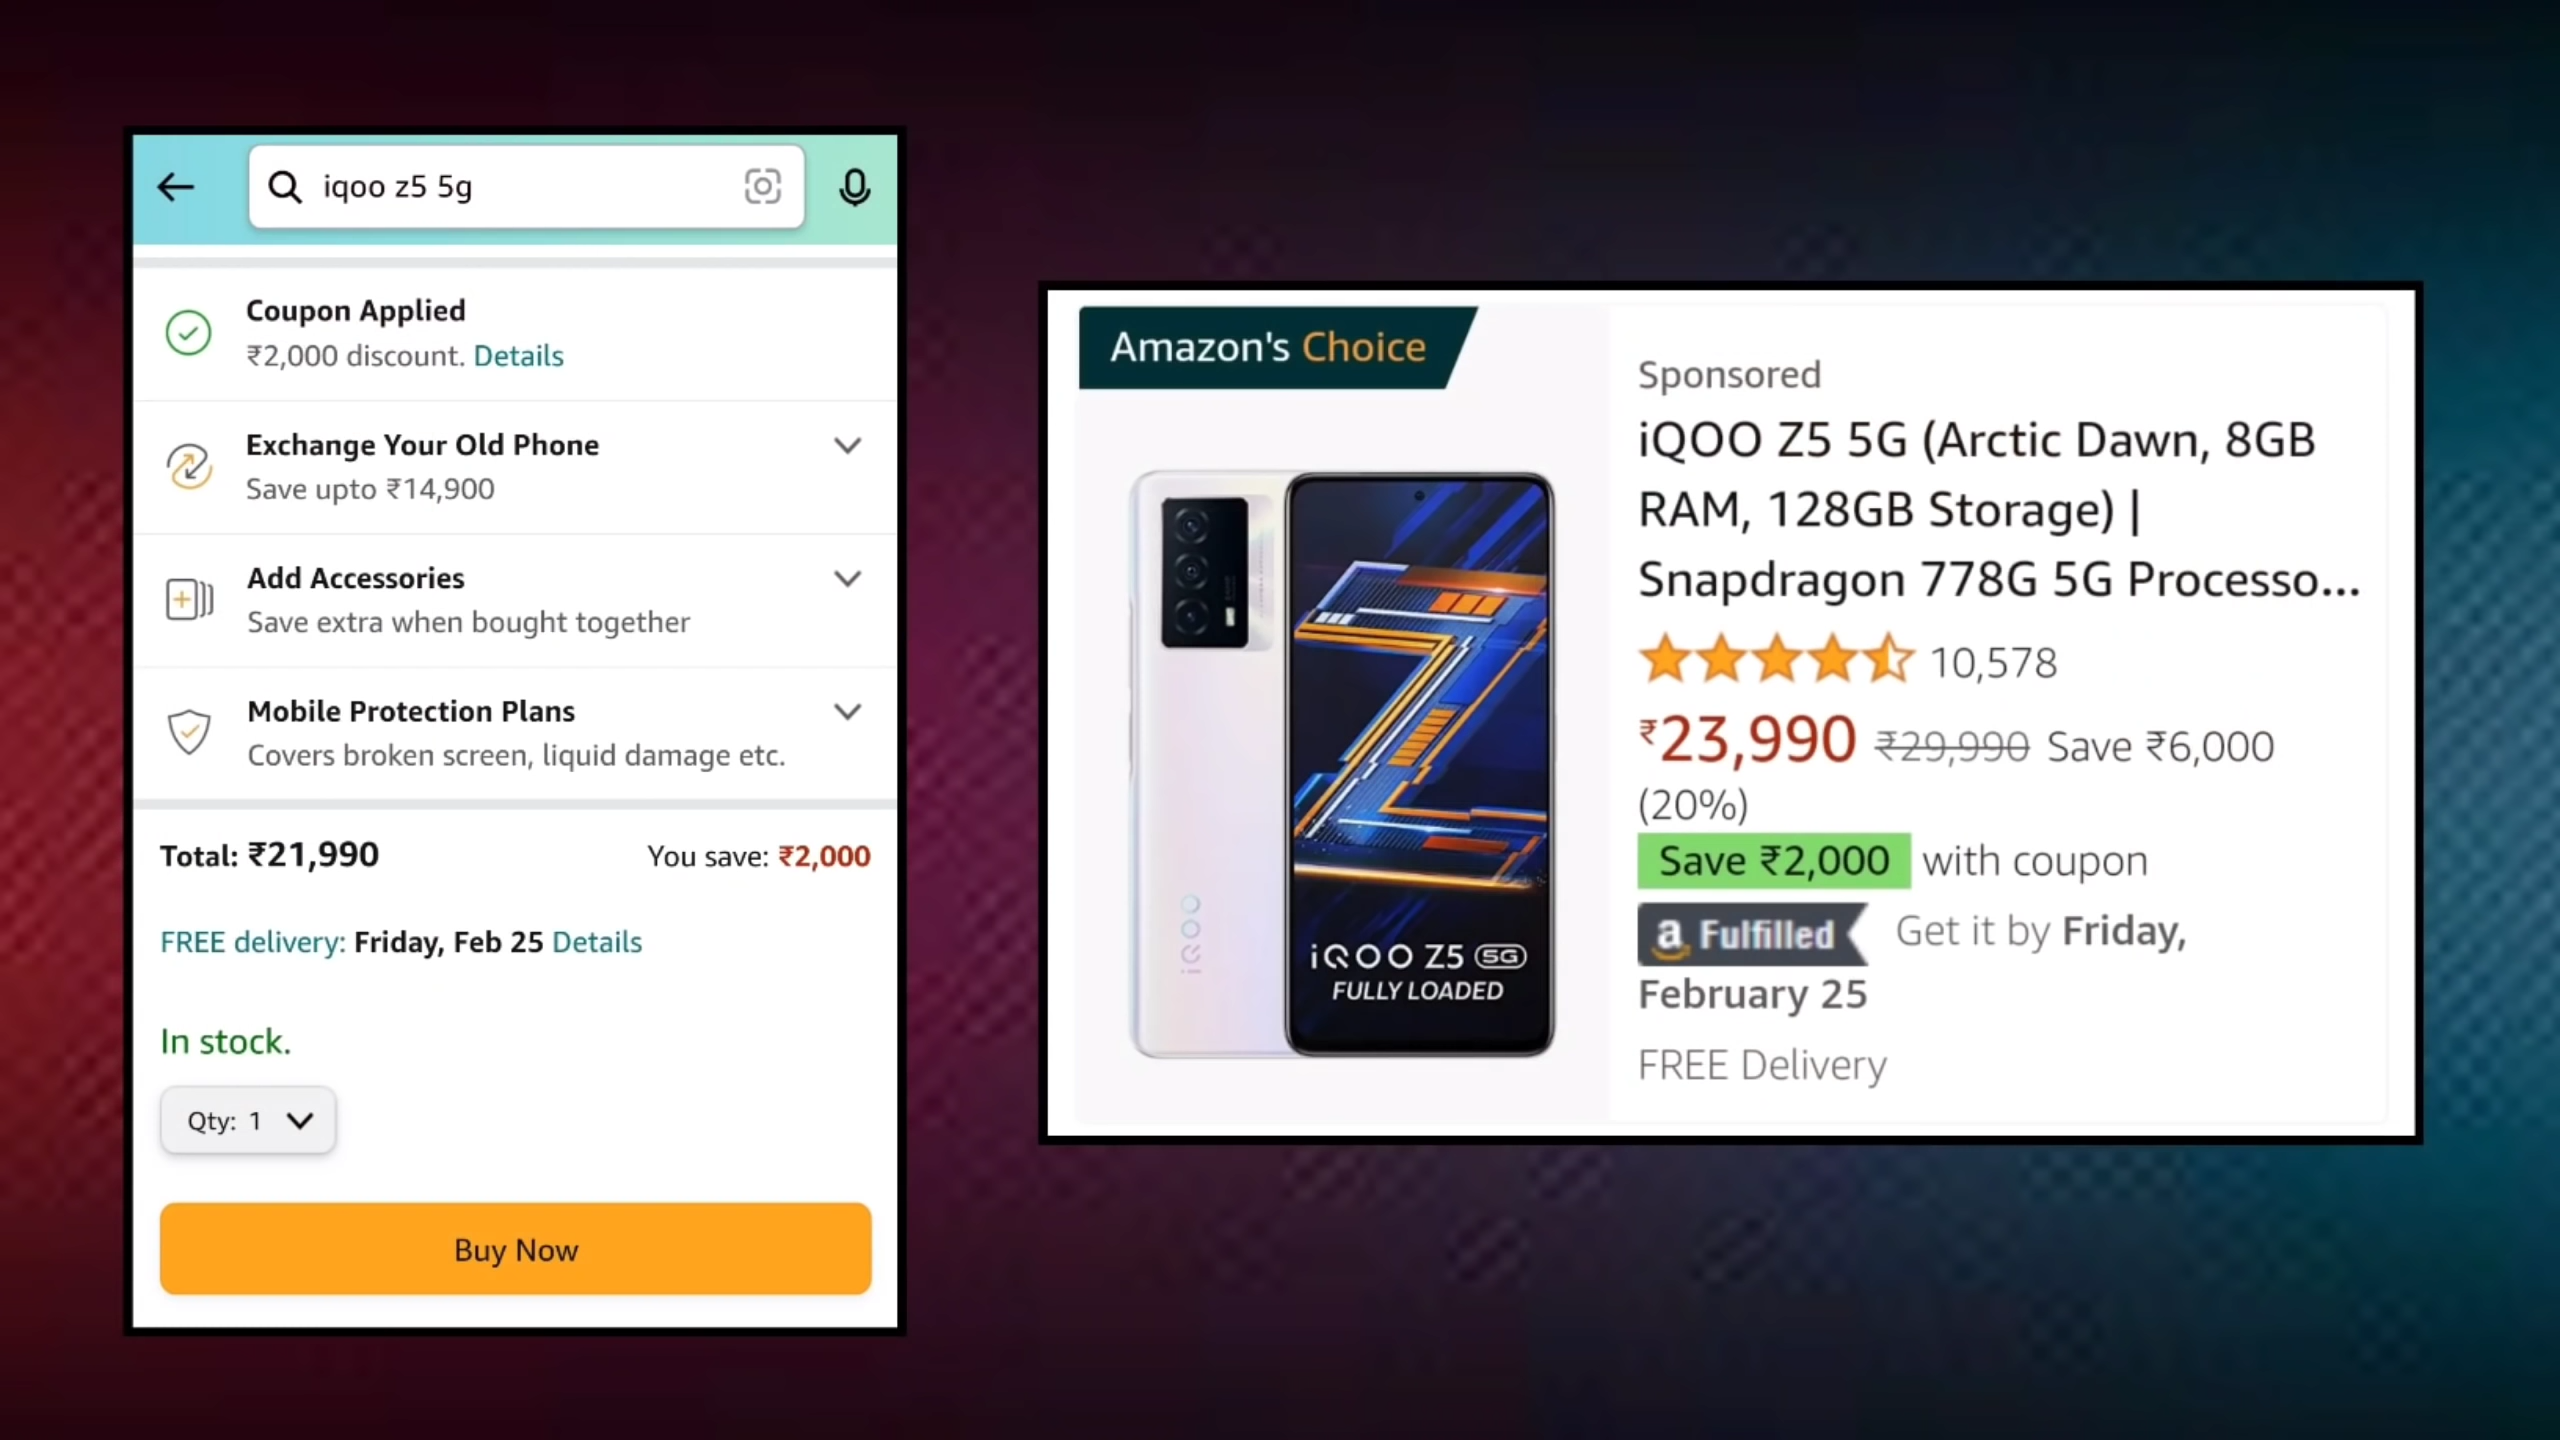 iqoo z5 5g
Coupon Applied
₹2,000 discount. Details
Exchange Your Old Phone
Save upto ₹14,900
Add Accessories
Save extra when bought together
Mobile Protection Plans
Covers broken screen, liquid damage etc.
Total: ₹21,990 You save: ₹2,000
FREE delivery: Friday, Feb 25 Details
In stock.
Qty: 1
Buy Now
Amazon's Choice
iQOO
iQOO Z5 5G
FULLY LOADED
Sponsored
iQOO Z5 5G (Arctic Dawn, 8GB
RAM, 128GB Storage) |
Snapdragon 778G 5G Processo...
10,578
₹23,990 ₹29,990 Save ₹6,000
(20%)
Save ₹2,000 with coupon
a Fulfilled Get it by Friday,
February 25
FREE Delivery